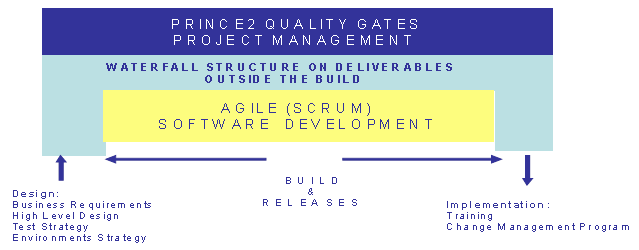 PRINCE2 QUALITY GATES
PROJECT MANAGEMENT
WATERFALL STRUCTURE ON DELIVERABLES
OUTSIDE THE BUILD
AGILE (SCRUM)
SOFTWARE DEVELOPMENT
BUILD
&
RELEASES
Design:
Business Requirements
High Level Design
Test Strategy
Environments Strategy
Implementation:
Training
Change Management Program